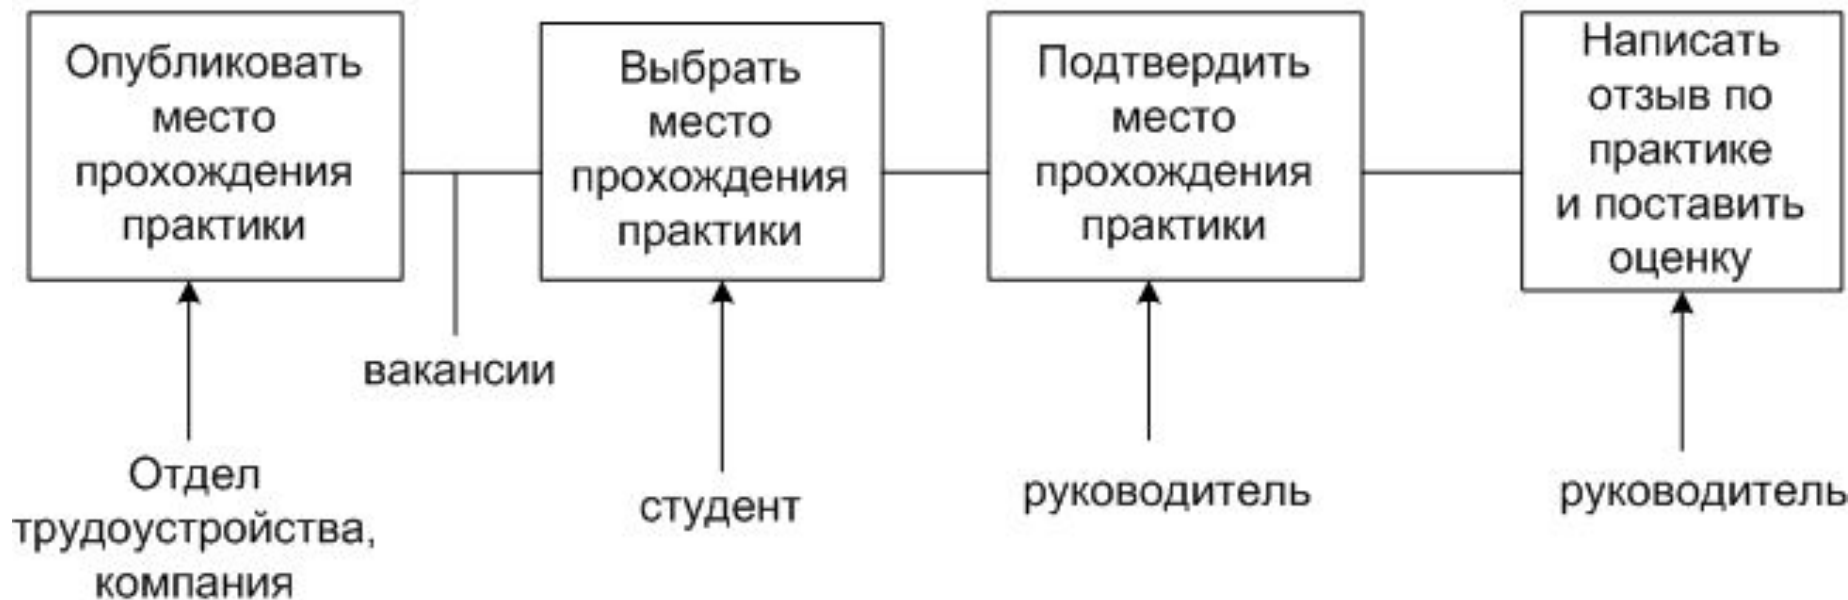 Опубликовать
место
прохождения
практики
Выбрать
место
прохождения
практики
Подтвердить
место
прохождения
практики
Написать
отзыв по
практике
и поставить
оценку
вакансии
Отдел
трудоустройства,
компания
студент
руководитель
руководитель